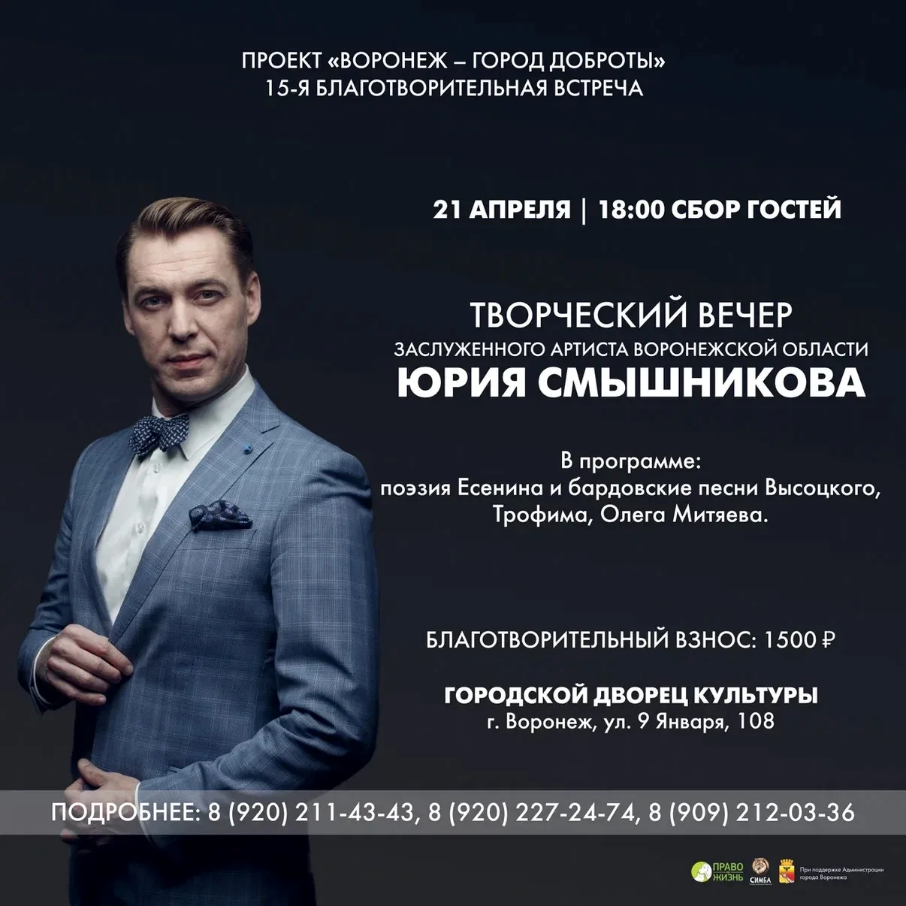 ПРОЕКТ «ВОРОНЕЖ – ГОРОД ДОБРОТЫ»
15-Я БЛАГОТВОРИТЕЛЬНАЯ ВСТРЕЧА
21 АПРЕЛЯ | 18:00 СБОР ГОСТЕЙ
ТВОРЧЕСКИЙ ВЕЧЕР
ЗАСЛУЖЕННОГО АРТИСТА ВОРОНЕЖСКОЙ ОБЛАСТИ
ЮРИЯ СМЫШНИКОВА
В программе:
поэзия Есенина и бардовские песни Высоцкого,
Трофима, Олега Митяева.
БЛАГОТВОРИТЕЛЬНЫЙ ВЗНОС: 1500 ₽
ГОРОДСКОЙ ДВОРЕЦ КУЛЬТУРЫ
г. Воронеж, ул. 9 Января, 108
ПОДРОБНЕЕ: 8 (920) 211-43-43, 8 (920) 227-24-74, 8 (909) 212-03-36
ПРАВО
ЖИЗНЬ
СИМБА
При поддержке Администрации
города Воронежа